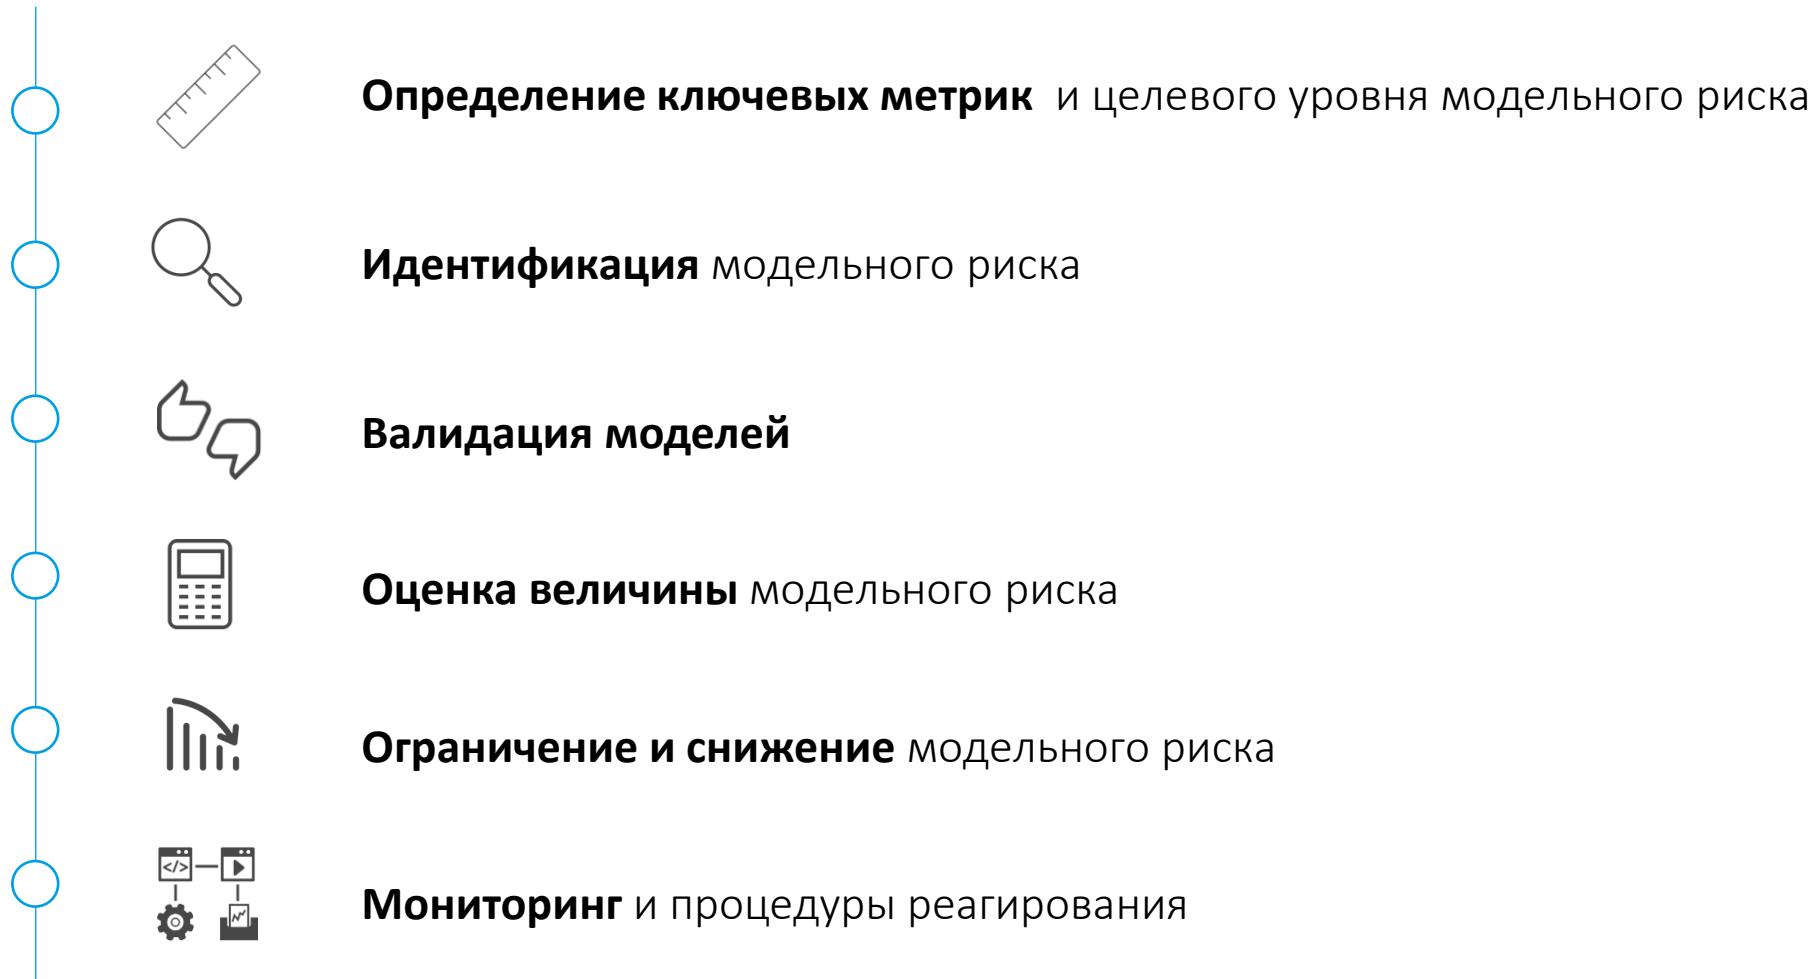 Определение ключевых метрик и целевого уровня модельного риска
Идентификация модельного риска
Валидация моделей
Оценка величины модельного риска
Ограничение и снижение модельного риска
</>
Мониторинг и процедуры реагирования